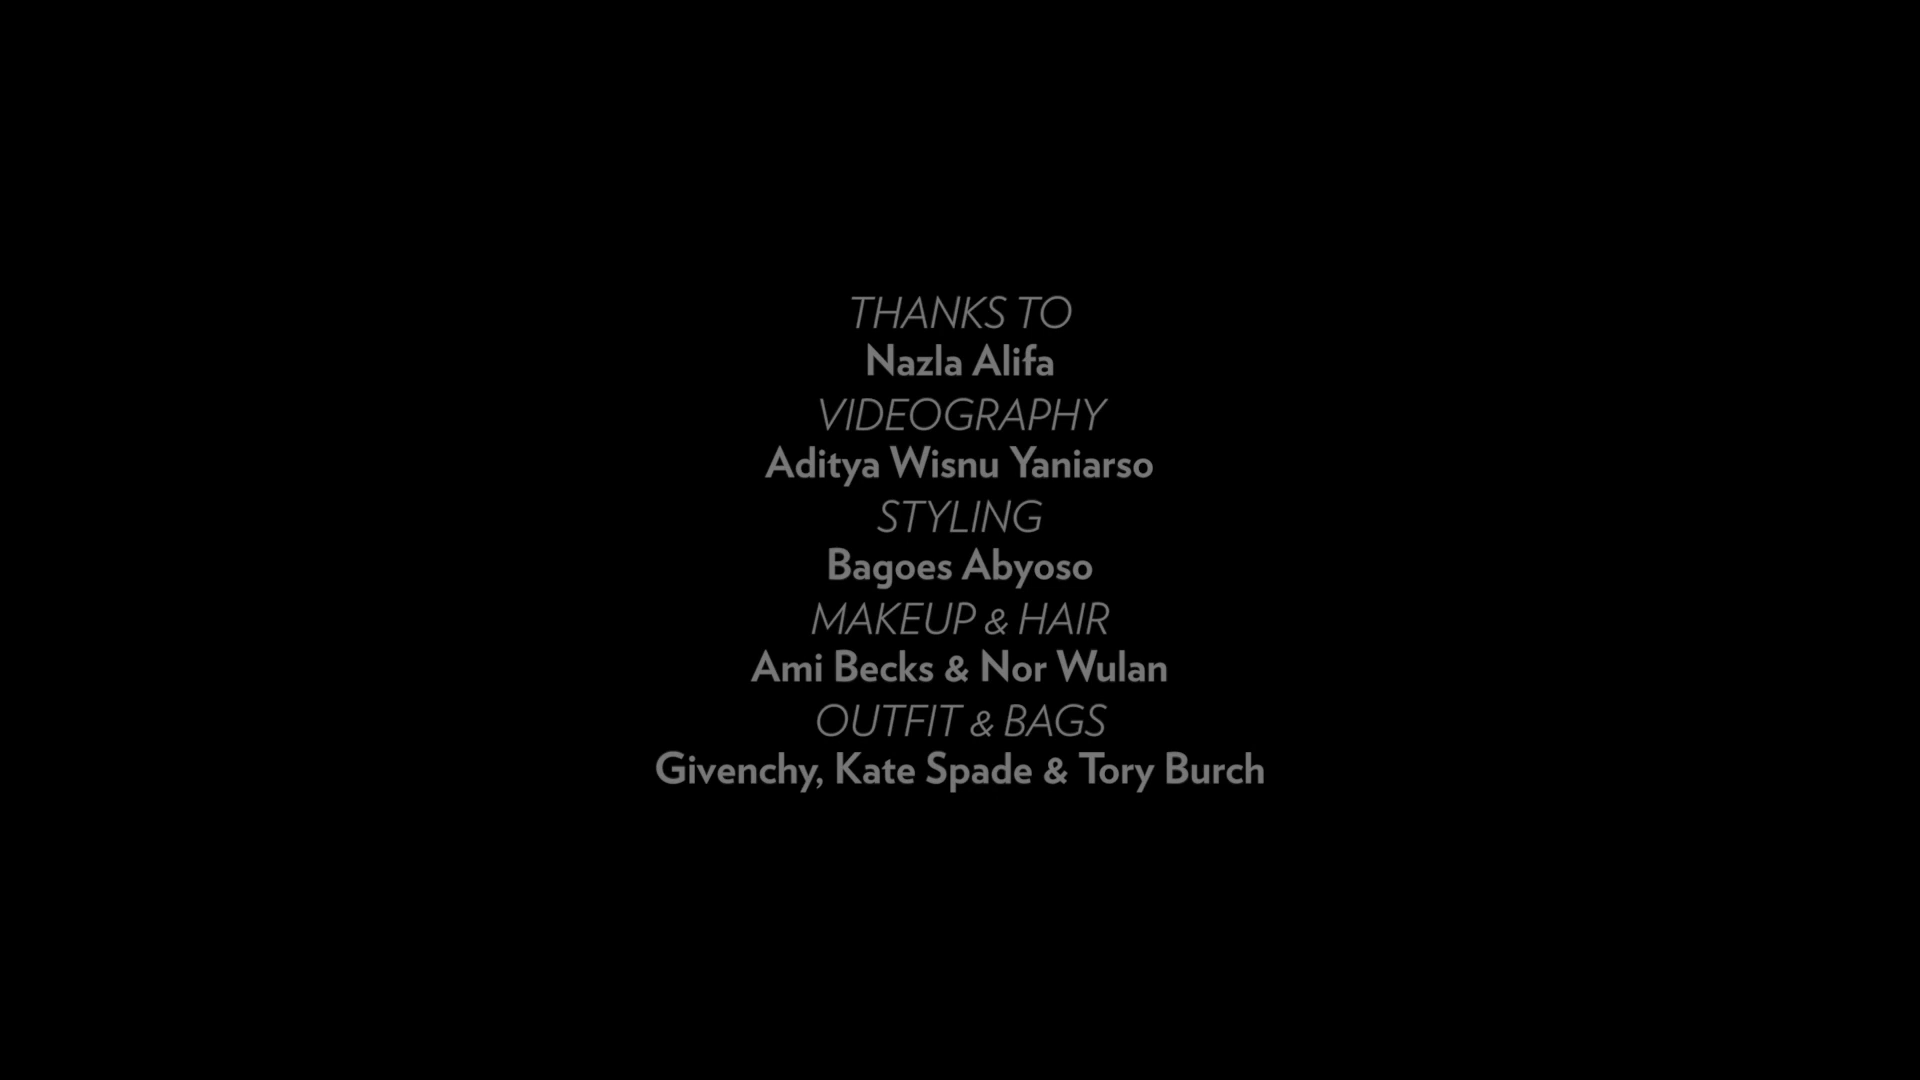 THANKS TO
Nazla Alifa
VIDEOGRAPHY
Aditya Wisnu Yaniarso
STYLING
Bagoes Abyoso
MAKEUP & HAIR
Ami Becks & Nor Wulan
OUTFIT & BAGS
Givenchy, Kate Spade & Tory Burch